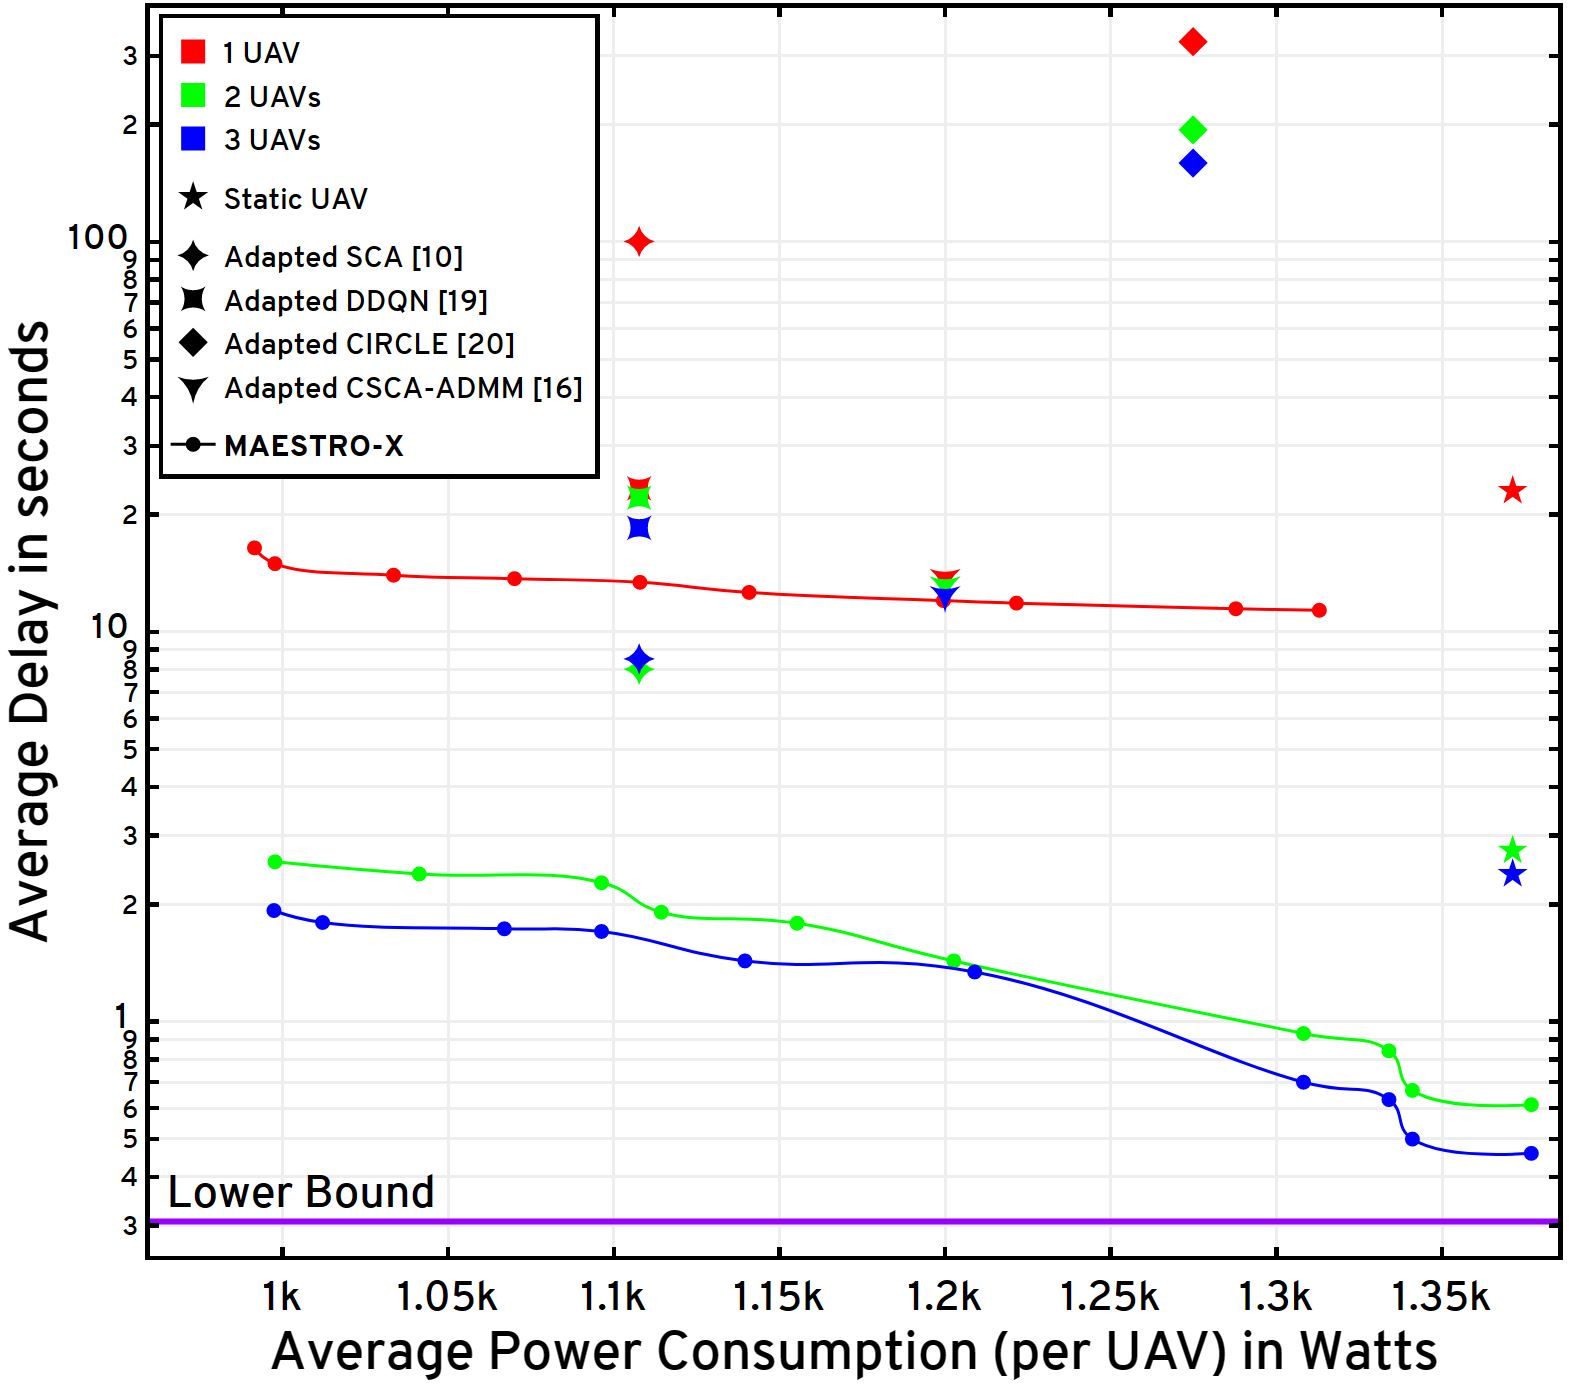 1 UAV
2 UAVs
3 UAVs
Static UAV
Adapted SCA [10]
Adapted DDQN [19]
Adapted CIRCLE [20]
Adapted CSCA-ADMM [16]
MAESTRO-X
Average Delay in seconds
3
2
100
9
8
7
6
5
4
3
2
10
9
8
7
6
5
4
3
2
1
9
8
7
6
5
4
3
Lower Bound
1k 1.05k 1.1k 1.15k 1.2k 1.25k 1.3k 1.35k
Average Power Consumption (per UAV) in Watts